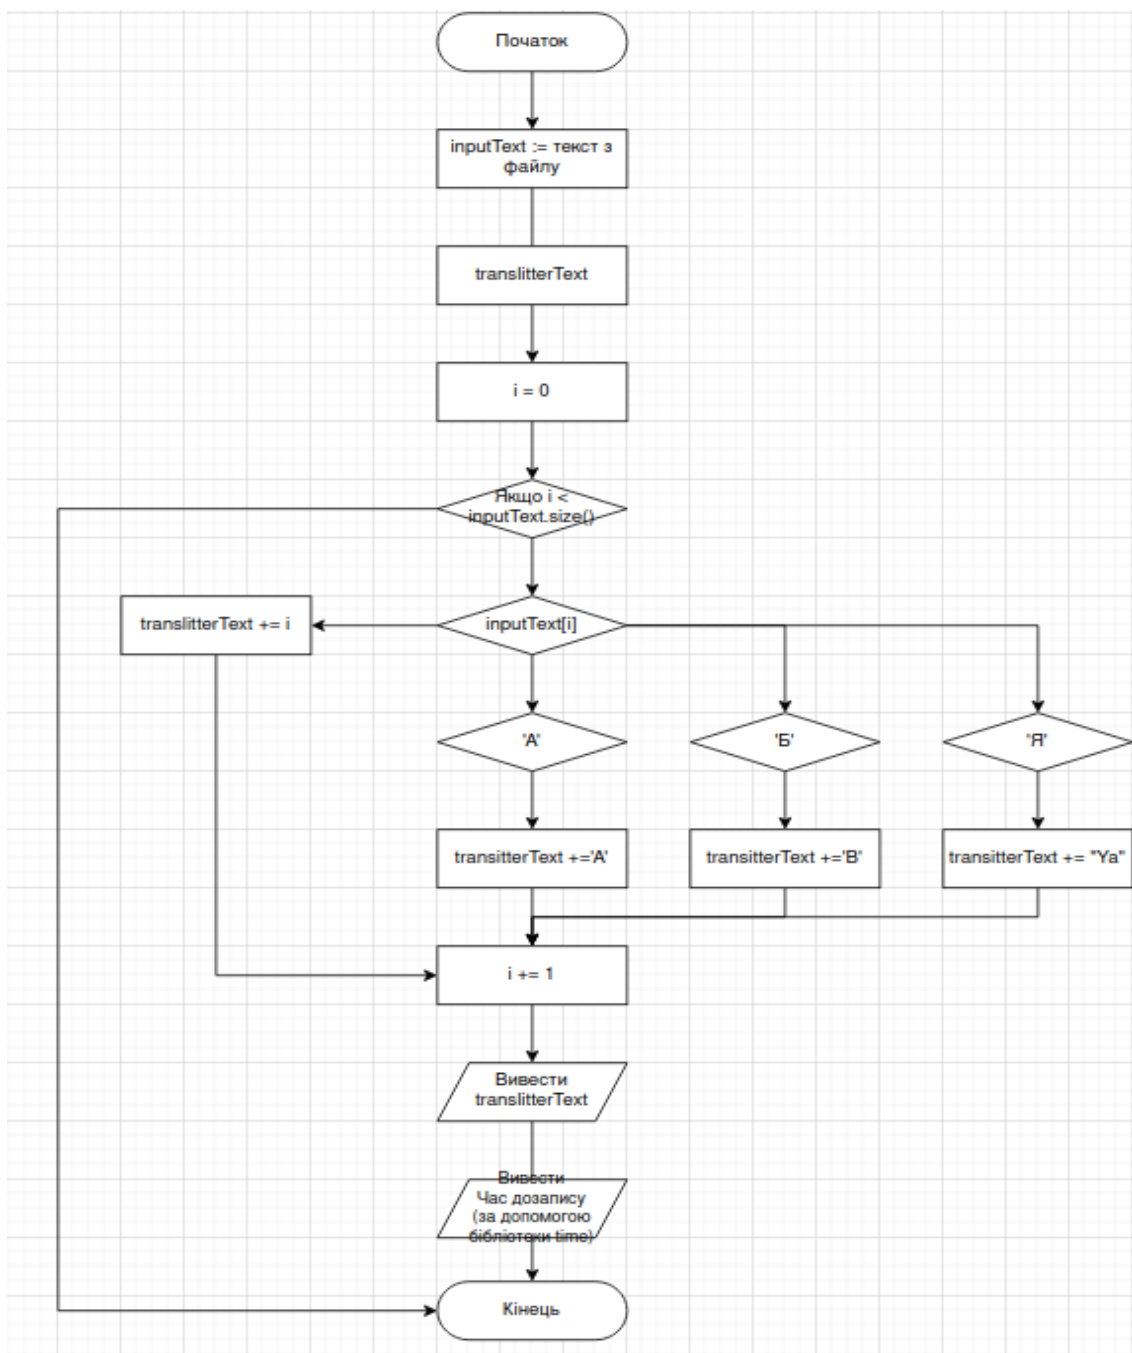 Початок
inputText := текст з
файлу
translitterText
i = 0
Якщо i <
inputText.size()
translitterText += i
inputText[i]
'А'
'Б'
'Я'
transitterText +='A'
transitterText +='B'
transitterText += "Ya"
i += 1
Вивести
translitterText
Вивести
Час дозапису
(за допомогою
бібліотеки time)
Кінець